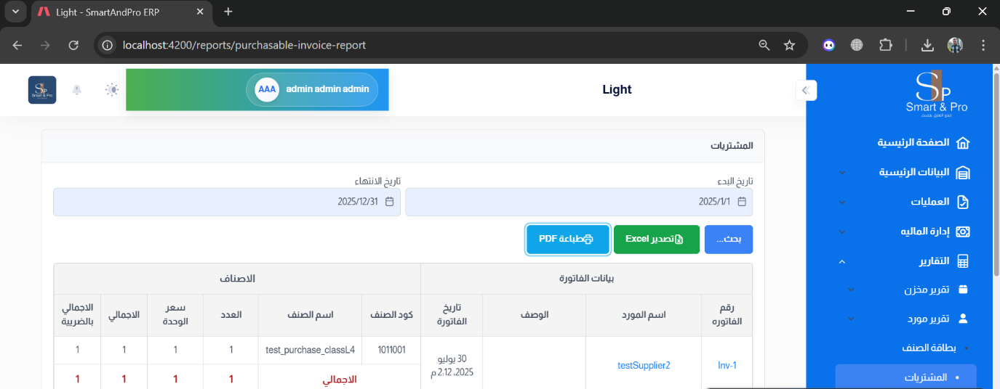 Light - SmartAndPro ERP
localhost:4200/reports/purchasable-invoice-report
AAA admin admin admin
Light
Smart & Pro
الصفحة الرئيسية
البيانات الرئيسية
العمليات
إدارة الماليه
التقارير
تقرير مخزن
تقرير مورد
بطاقة الصنف
المشتريات
المشتريات
تاريخ البدء
تاريخ الانتهاء
2025/1/1
2025/12/31
بحث...
تصدير Excel
طباعة PDF
بيانات الفاتورة
الاصناف
رقم الفاتوره
اسم المورد
الوصف
تاريخ الفاتورة
كود الصنف
اسم الصنف
العدد
سعر الوحدة
الاجمالي
الاجمالي بالضريبة
Inv-1
testSupplier2
30 يوليو
2025، 2:12 م
1011001
test_purchase_classL4
1
1
1
1
الاجمالي
1
1
1
1